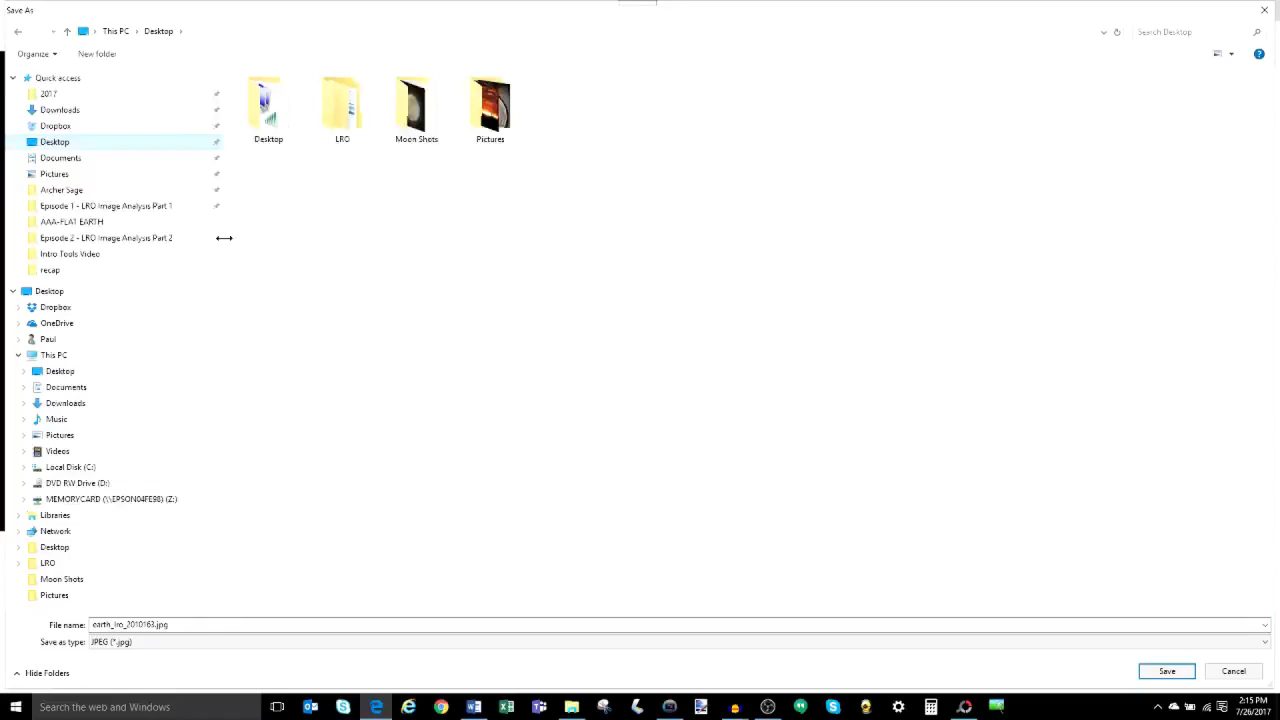 Save As
This PC › Desktop ›
Search Desktop
Organize
New folder
Quick access
2017
Downloads
Dropbox
Desktop
Documents
Pictures
Archer Sage
Episode 1 - LRO Image Analysis Part 1
AAA-FLAT EARTH
Episode 2 - LRO Image Analysis Part 2
Intro Tools Video
recap
Desktop
Dropbox
OneDrive
Paul
This PC
Desktop
Documents
Downloads
Music
Pictures
Videos
Local Disk (C:)
DVD RW Drive (D:)
MEMORYCARD (\\EPSON04FE98) (Z:)
Libraries
Network
Desktop
LRO
Moon Shots
Pictures
Desktop
LRO
Moon Shots
Pictures
File name: earth_lro_2010163.jpg
Save as type: JPEG (*.jpg)
Hide Folders
Save
Cancel
Search the web and Windows
2:15 PM
7/26/2017